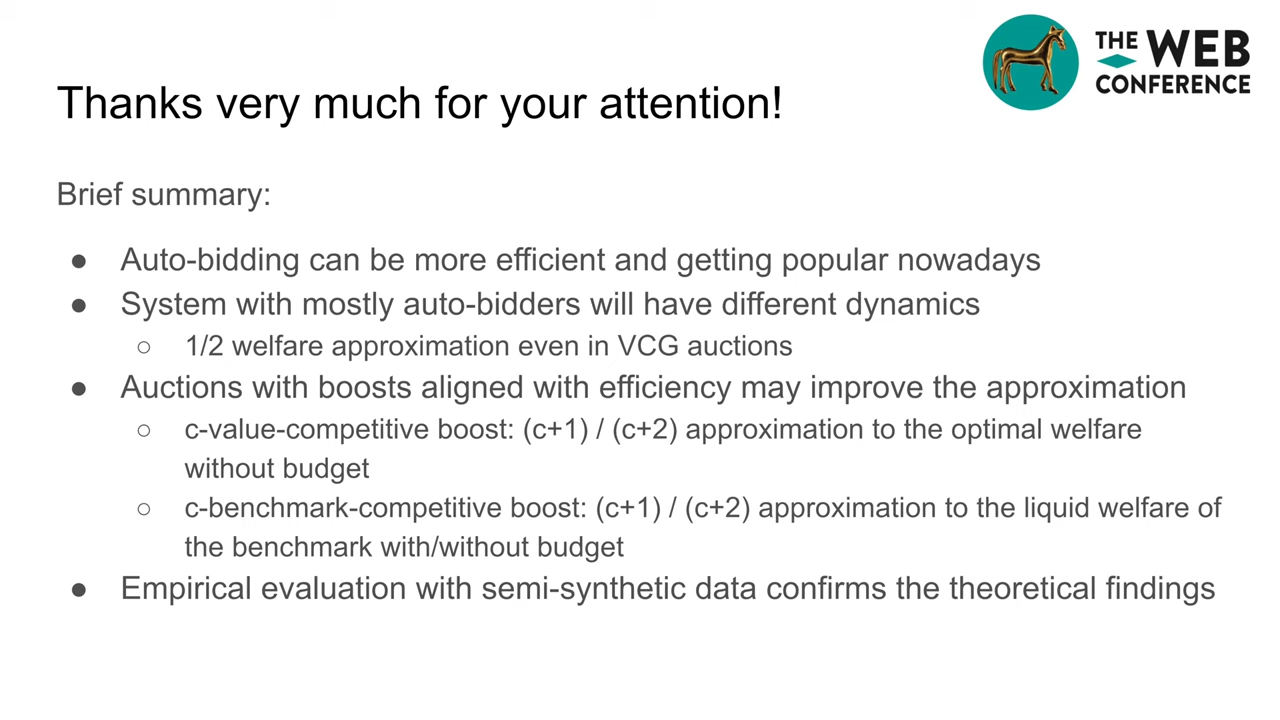 THE WEB
CONFERENCE
Thanks very much for your attention!
Brief summary:
● Auto-bidding can be more efficient and getting popular nowadays
● System with mostly auto-bidders will have different dynamics
○ 1/2 welfare approximation even in VCG auctions
● Auctions with boosts aligned with efficiency may improve the approximation
○ c-value-competitive boost: (c+1) / (c+2) approximation to the optimal welfare
without budget
○ c-benchmark-competitive boost: (c+1) / (c+2) approximation to the liquid welfare of
the benchmark with/without budget
● Empirical evaluation with semi-synthetic data confirms the theoretical findings